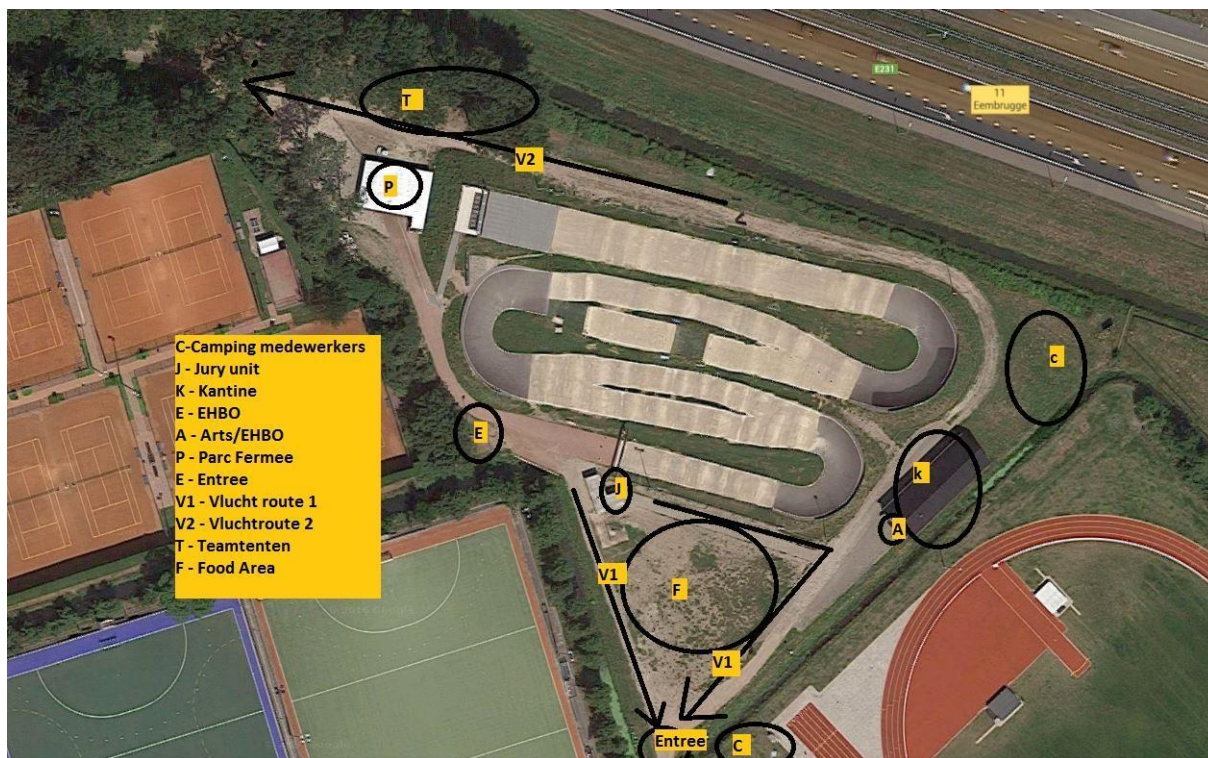 E231
11
Eembrugge
T
V2
P
c
C-Camping medewerkers
J - Jury unit
K - Kantine
E - EHBO
A - Arts/EHBO
P - Parc Fermee
E - Entree
V1 - Vlucht route 1
V2 - Vluchtroute 2
T - Teamtenten
F - Food Area
E
k
J
A
V1
F
V1
Entree
C